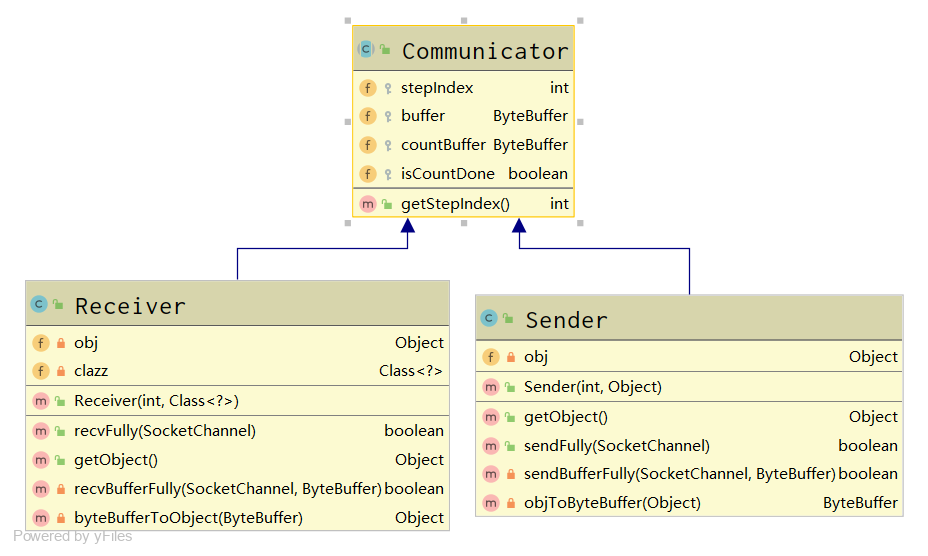 Communicator
stepIndex int
buffer ByteBuffer
countBuffer ByteBuffer
isCountDone boolean
getStepIndex() int
Receiver
obj Object
clazz Class<?>
Receiver(int, Class<?>)
recvFully(SocketChannel) boolean
getObject() Object
recvBufferFully(SocketChannel, ByteBuffer) boolean
byteBufferToObject(ByteBuffer) Object
Sender
obj Object
Sender(int, Object)
getObject() Object
sendFully(SocketChannel) boolean
sendBufferFully(SocketChannel, ByteBuffer) boolean
objToByteBuffer(Object) ByteBuffer
Powered by yFiles